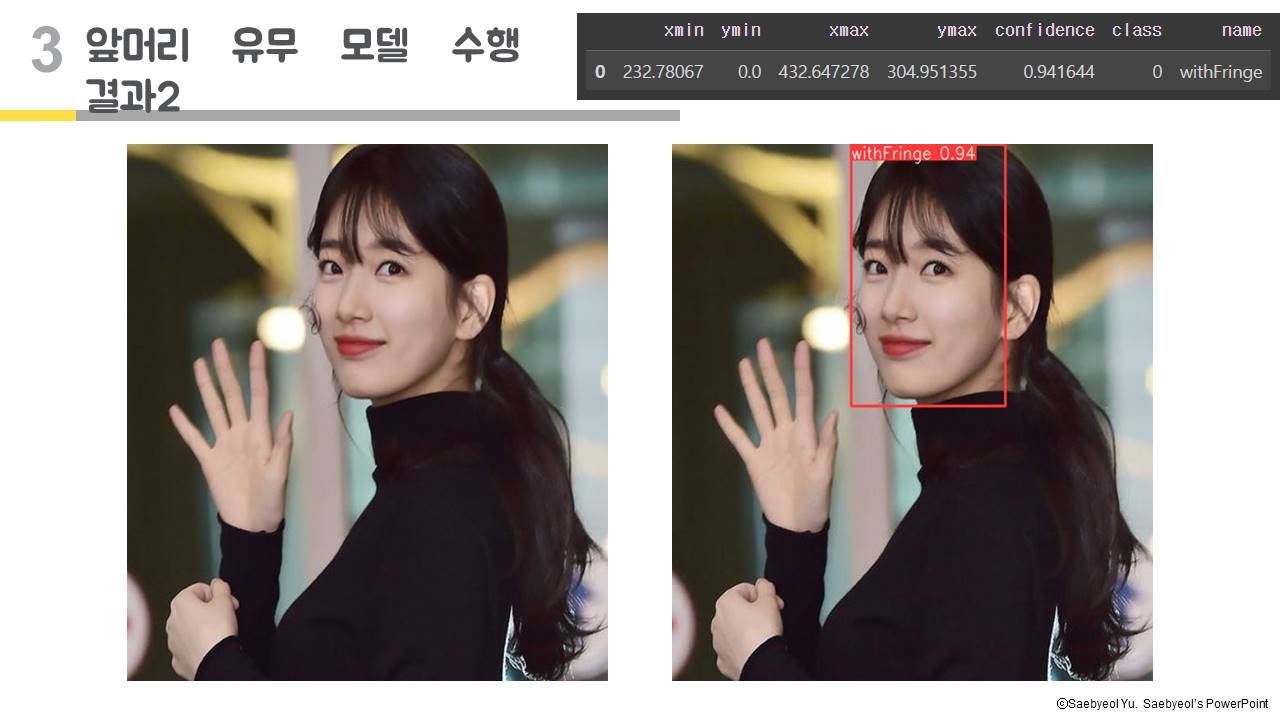 3 앞머리 유무 모델 수행
결과2
xmin ymin xmax ymax confidence class name
0 232.78067 0.0 432.647278 304.951355 0.941644 0 withFringe
withFringe 0.94
ⓒSaebyeol Yu. Saebyeol's PowerPoint